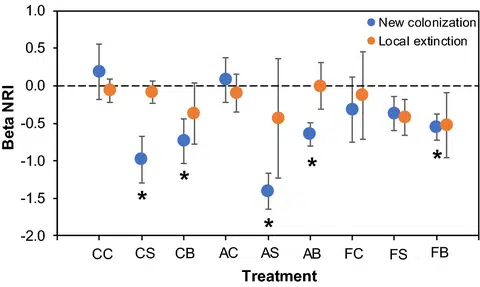 1.0
New colonization
Local extinction
0.5
0.0
-0.5
-1.0
-1.5
-2.0
Beta NRI
* * * * *
CC CS CB AC AS AB FC FS FB
Treatment